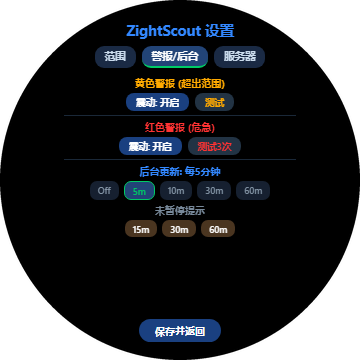 ZightScout 设置
范围 警报/后台 服务器
黄色警报 (超出范围)
震动: 开启 测试
红色警报 (危急)
震动: 开启 测试3次
后台更新: 每5分钟
Off 5m 10m 30m 60m
未暂停提示
15m 30m 60m
保存并返回